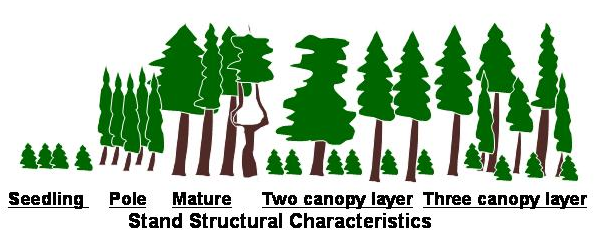 Seedling Pole Mature Two canopy layer Three canopy layer
Stand Structural Characteristics